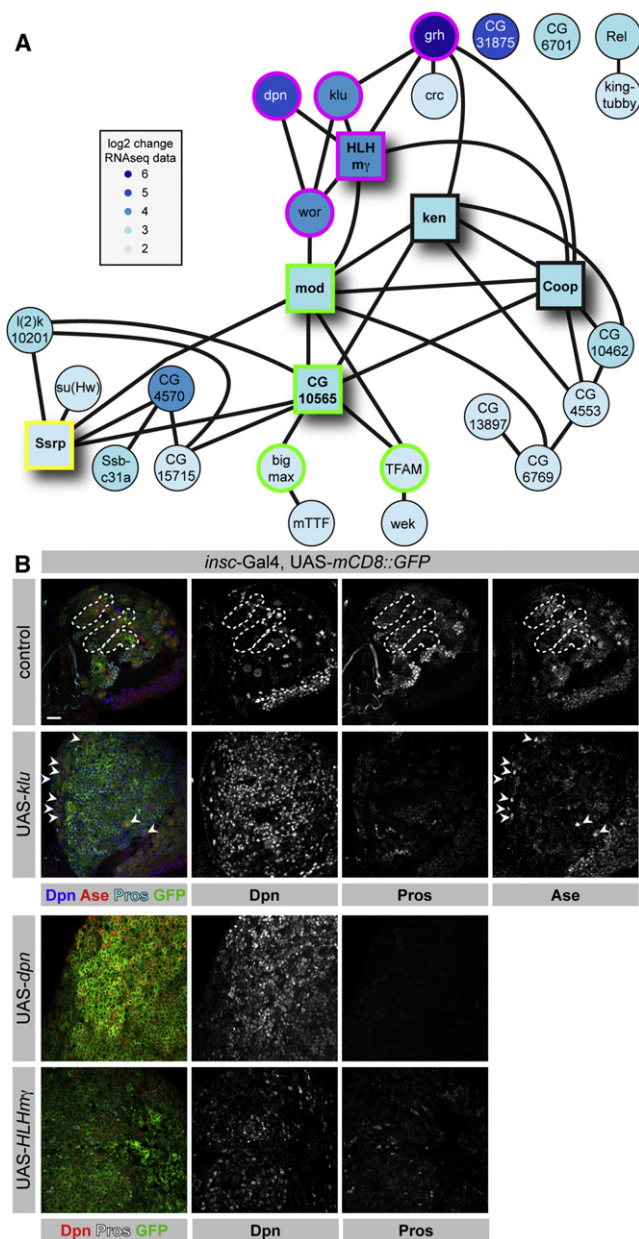 A
grh
CG
31875
CG
6701
Rel
dpn
klu
crc
king-
tubby
log2 change
RNAseq data
6
5
4
3
2
HLH
mγ
wor
ken
mod
Coop
l(2)k
10201
CG
10462
su(Hw)
CG
4570
CG
10565
CG
4553
CG
13897
Ssrp
Ssb-
c31a
CG
15715
big
max
TFAM
CG
6769
mTTF
wek
B
insc-Gal4, UAS-mCD8::GFP
control
UAS-klu
Dpn Ase Pros GFP
Dpn
Pros
Ase
UAS-dpn
UAS-HLHmγ
Dpn Pros GFP
Dpn
Pros